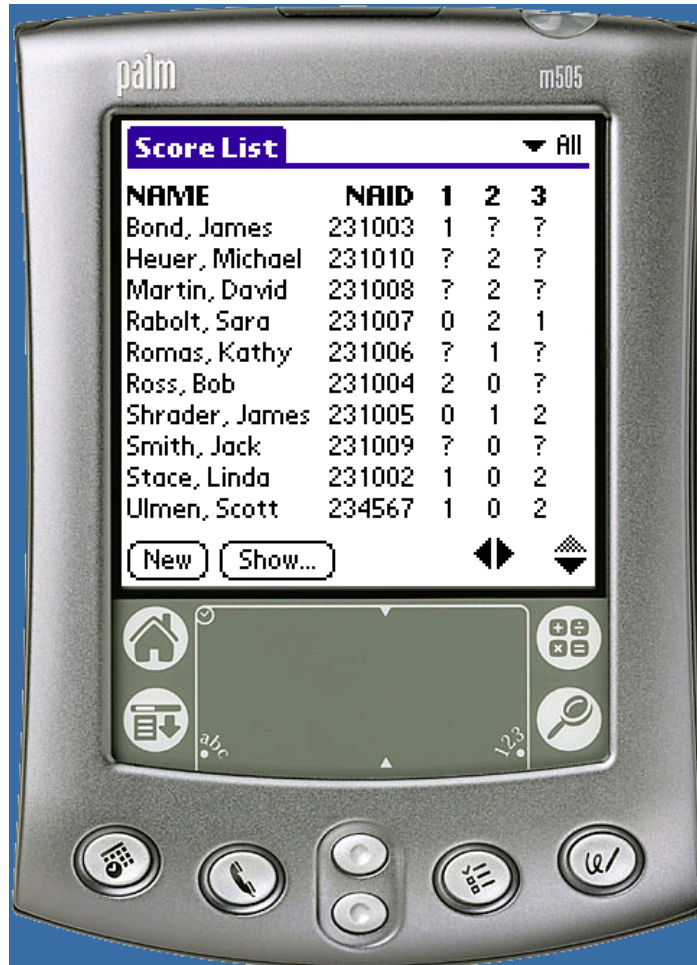 palm m505
Score List All
NAME NAID 1 2 3
Bond, James 231003 1 ? ?
Heuer, Michael 231010 ? 2 ?
Martin, David 231008 ? 2 ?
Rabolt, Sara 231007 0 2 1
Romas, Kathy 231006 ? 1 ?
Ross, Bob 231004 2 0 ?
Shrader, James 231005 0 1 2
Smith, Jack 231009 ? 0 ?
Stace, Linda 231002 1 0 2
Ulmen, Scott 234567 1 0 2
New Show...
abc 123